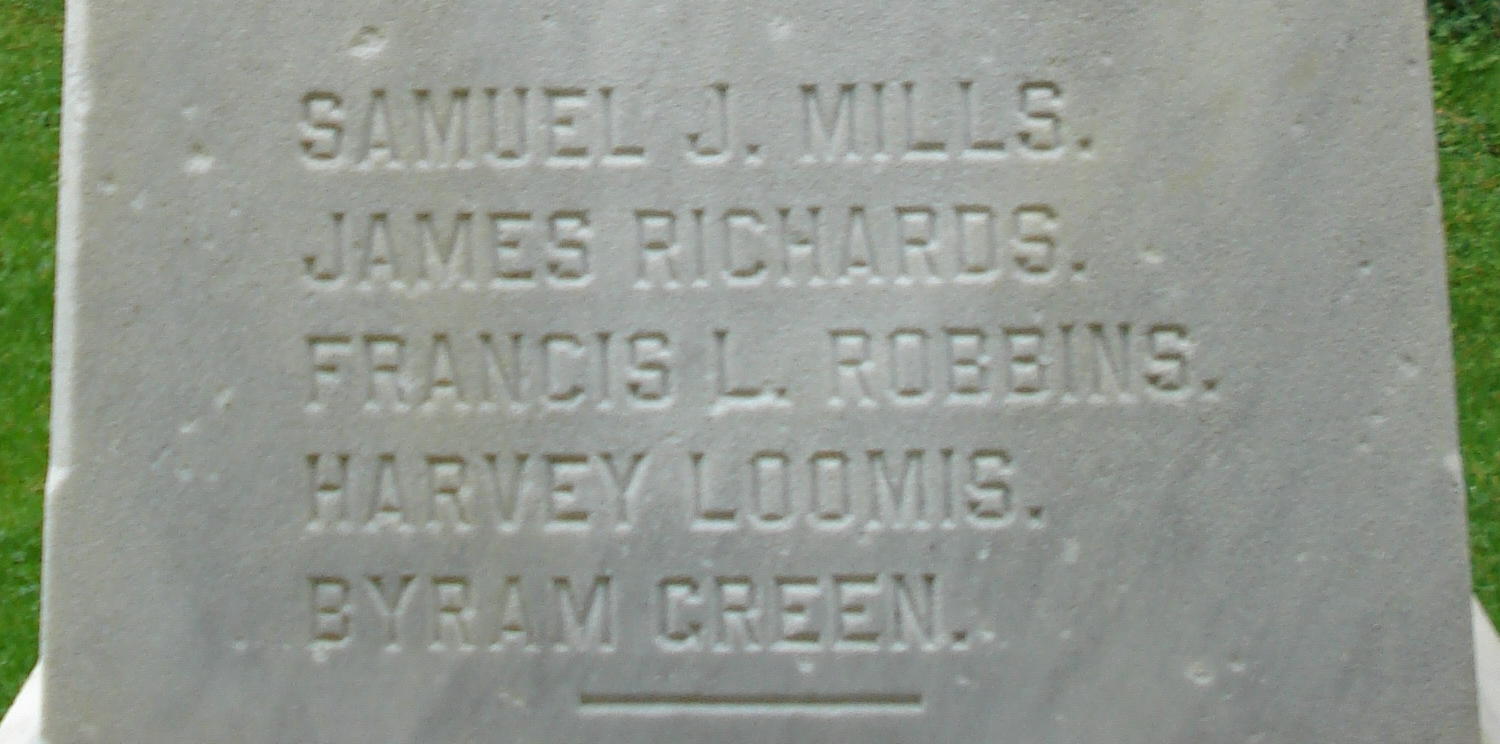 SAMUEL J. MILLS.
JAMES RICHARDS.
FRANCIS L. ROBBINS.
HARVEY LOOMIS.
BYRAM GREEN.